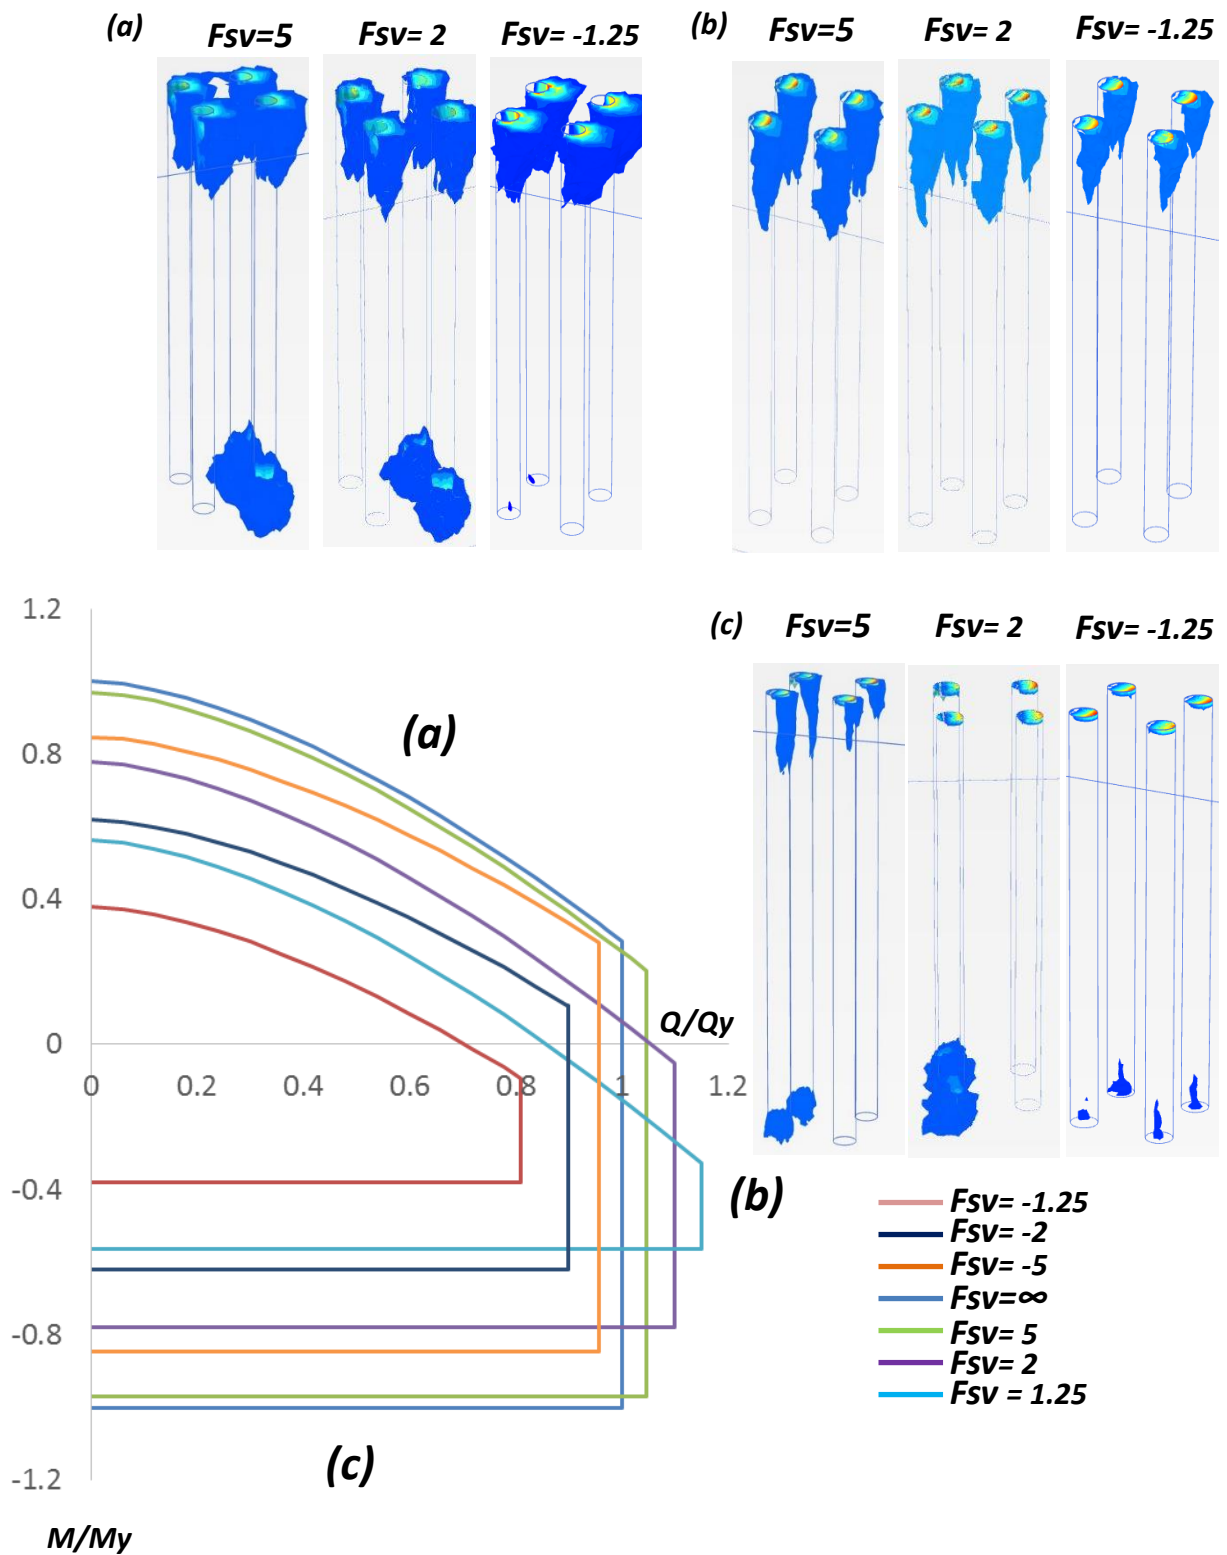 (a) Fsv=5 Fsv= 2 Fsv= -1.25
(b) Fsv=5 Fsv= 2 Fsv= -1.25
(c) Fsv=5 Fsv= 2 Fsv= -1.25
1.2
0.8
0.4
0
-0.4
-0.8
-1.2
0 0.2 0.4 0.6 0.8 1 1.2
(a)
Q/Qy
(b)
(c)
M/My
Fsv= -1.25
Fsv= -2
Fsv= -5
Fsv=∞
Fsv= 5
Fsv= 2
Fsv = 1.25